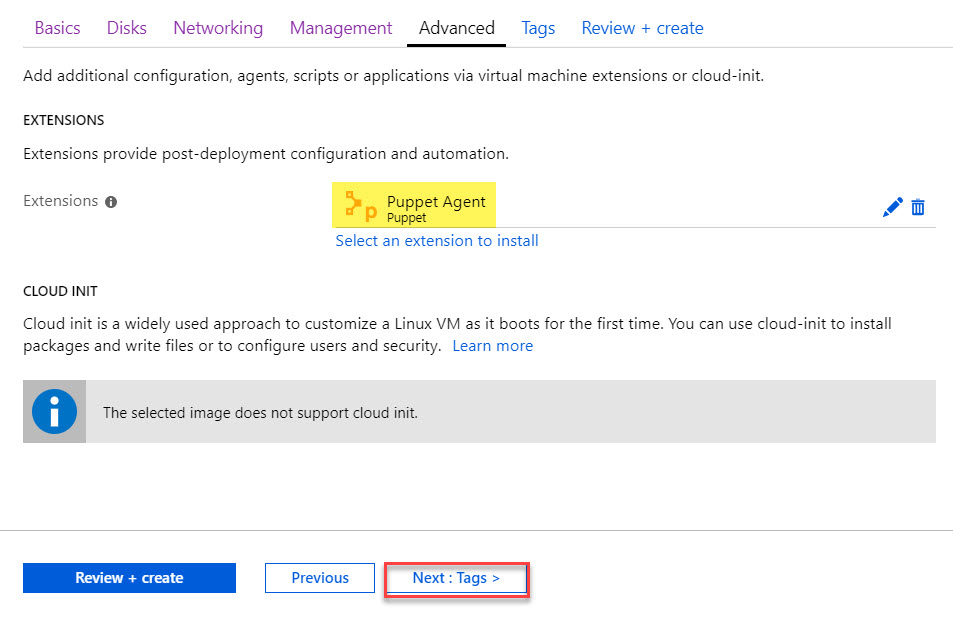 Basics Disks Networking Management Advanced Tags Review + create
Add additional configuration, agents, scripts or applications via virtual machine extensions or cloud-init.
EXTENSIONS
Extensions provide post-deployment configuration and automation.
Extensions
Puppet Agent
Puppet
Select an extension to install
CLOUD INIT
Cloud init is a widely used approach to customize a Linux VM as it boots for the first time. You can use cloud-init to install
packages and write files or to configure users and security. Learn more
The selected image does not support cloud init.
Review + create Previous Next : Tags >